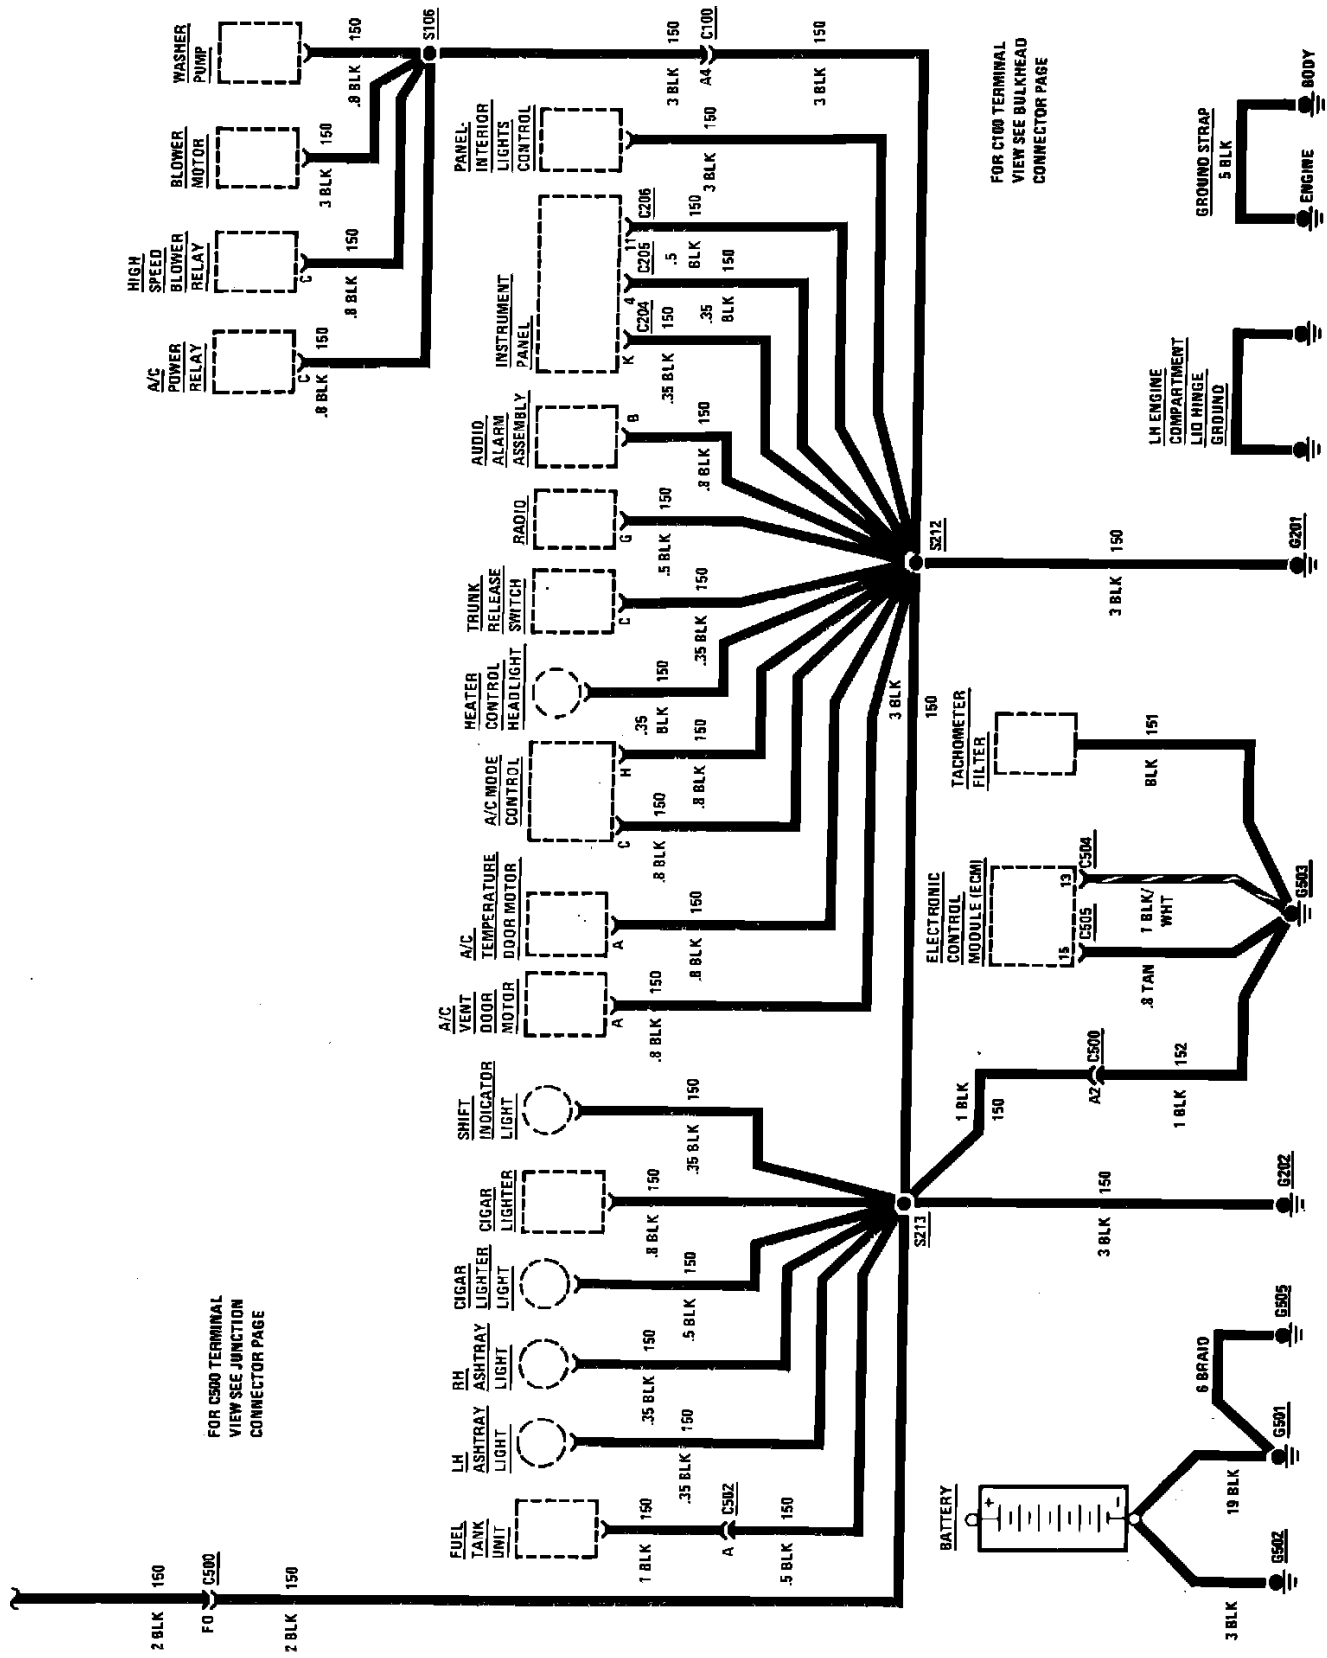 WASHER
PUMP
150
.8 BLK
S106
BLOWER
MOTOR
150
3 BLK
HIGH
SPEED
BLOWER
RELAY
C
150
.8 BLK
A/C
POWER
RELAY
C
150
.8 BLK
150
3 BLK
C100
A4
150
3 BLK
PANEL-
INTERIOR
LIGHTS
CONTROL
150
3 BLK
INSTRUMENT
PANEL
11
C206
150
.5
BLK
4
C205
150
.35
BLK
K
C204
150
.35 BLK
AUDIO
ALARM
ASSEMBLY
B
150
.8 BLK
RADIO
G
150
.5 BLK
TRUNK
RELEASE
SWITCH
C
150
.35 BLK
HEATER
CONTROL
HEADLIGHT
150
.35
BLK
A/C MODE
CONTROL
H
150
.8 BLK
C
150
.8 BLK
A/C
TEMPERATURE
DOOR MOTOR
A
150
.8 BLK
A/C
VENT
DOOR
MOTOR
A
150
.8 BLK
SHIFT
INDICATOR
LIGHT
150
.35 BLK
CIGAR
LIGHTER
150
.8 BLK
CIGAR
LIGHTER
LIGHT
150
.5 BLK
RH
ASHTRAY
LIGHT
150
.35 BLK
LH
ASHTRAY
LIGHT
150
.35 BLK
FUEL
TANK
UNIT
150
1 BLK
C502
A
150
.5 BLK
150
2 BLK
C500
F0
150
2 BLK
FOR C500 TERMINAL
VIEW SEE JUNCTION
CONNECTOR PAGE
FOR C100 TERMINAL
VIEW SEE BULKHEAD
CONNECTOR PAGE
S212
150
3 BLK
G201
3 BLK
150
S213
150
3 BLK
G202
1 BLK
150
C500
A2
152
1 BLK
TACHOMETER
FILTER
151
BLK
ELECTRONIC
CONTROL
MODULE (ECM)
13
C504
1 BLK/
WHT
15
C505
.8 TAN
G503
GROUND STRAP
5 BLK
BODY
ENGINE
LH ENGINE
COMPARTMENT
LID HINGE
GROUND
BATTERY
+
-
6 BRAID
G505
19 BLK
G501
3 BLK
G502